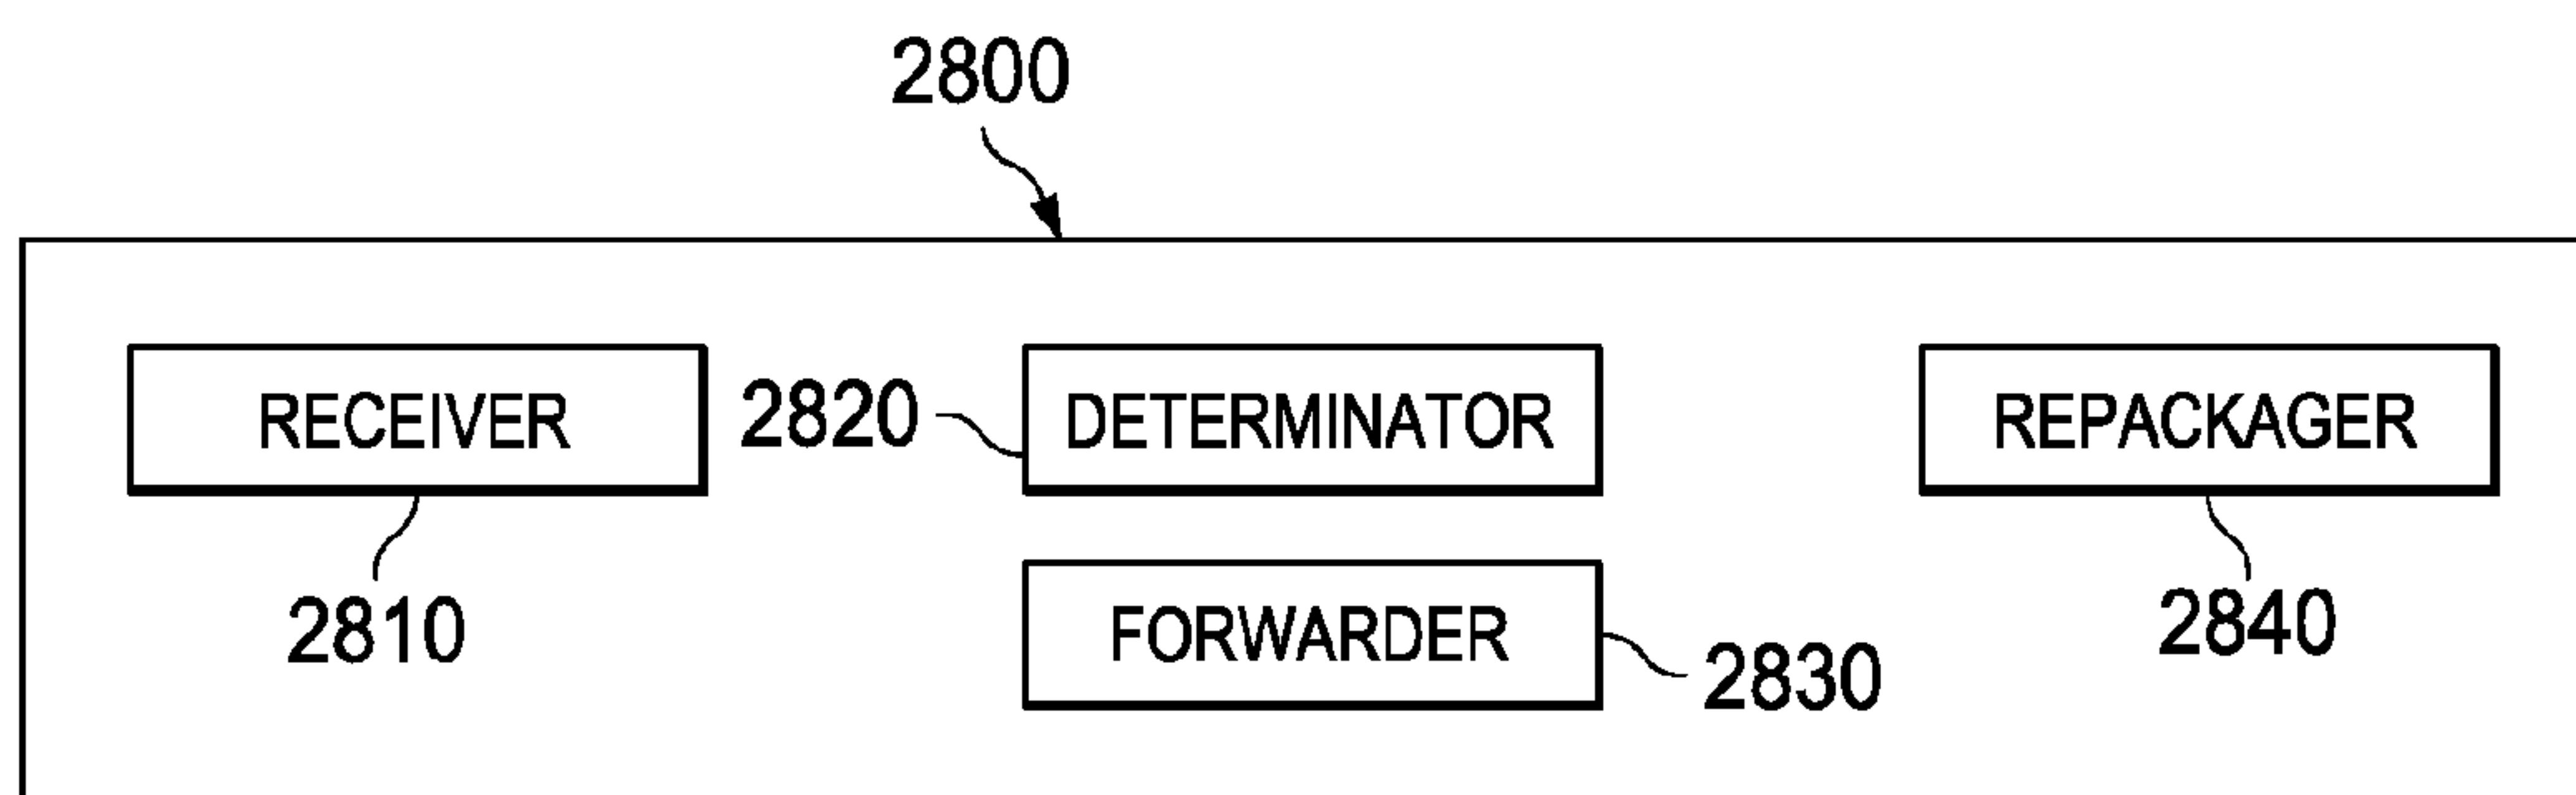 2800
RECEIVER
2820
DETERMINATOR
REPACKAGER
2810
FORWARDER
2830
2840